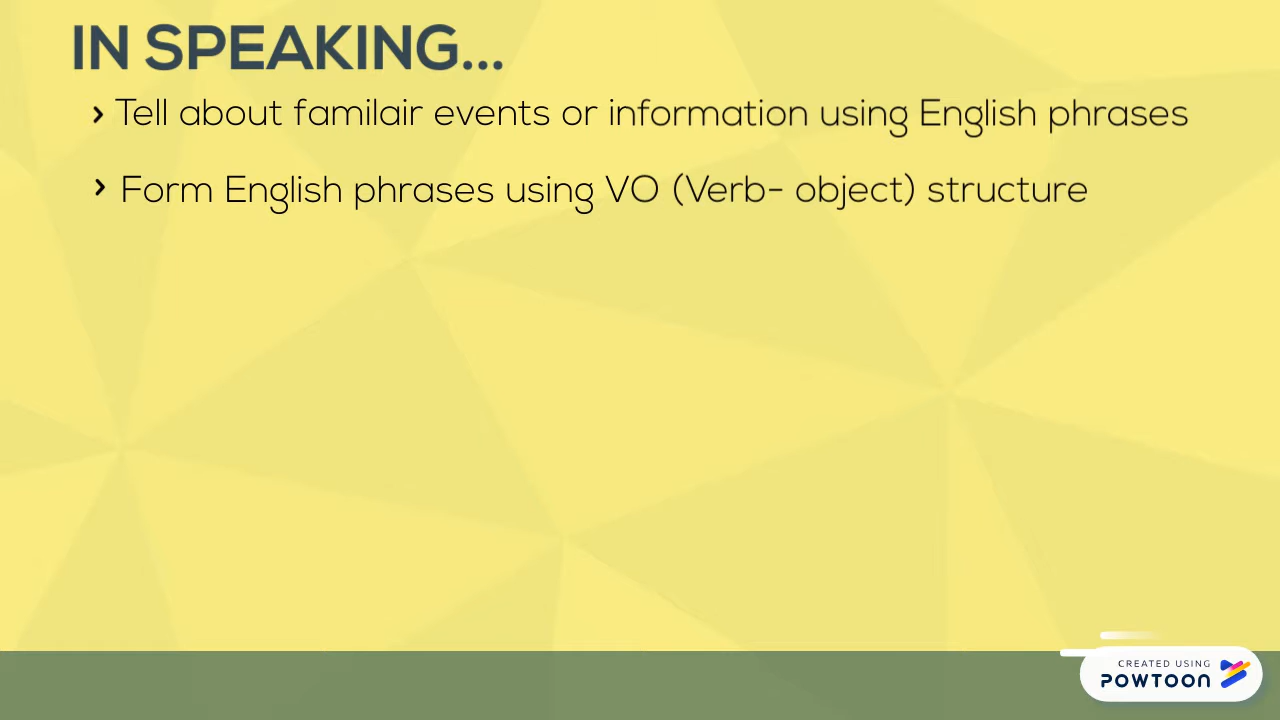 IN SPEAKING...
› Tell about familair events or information using English phrases
› Form English phrases using VO (Verb- object) structure
CREATED USING
POWTOON